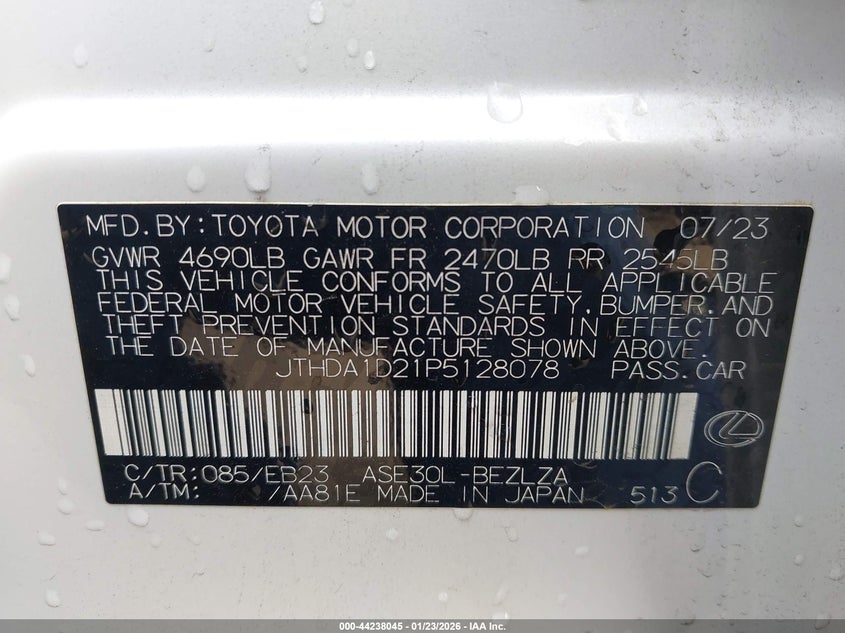 MFD.BY:TOYOTA MOTOR CORPORATION 07/23
GVWR 4690LB GAWR FR 2470LB RR 2545LB
THIS VEHICLE CONFORMS TO ALL APPLICABLE
FEDERAL MOTOR VEHICLE SAFETY,BUMPER,AND
THEFT PREVENTION STANDARDS IN EFFECT ON
THE DATE OF MANUFACTURE SHOWN ABOVE.
JTHDA1D21P5128078 PASS.CAR
C/TR:085/EB23 ASE30L-BEZLZA
A/TM: /AA81E MADE IN JAPAN 513 C
000-44238045 - 01/23/2026 - IAA Inc.